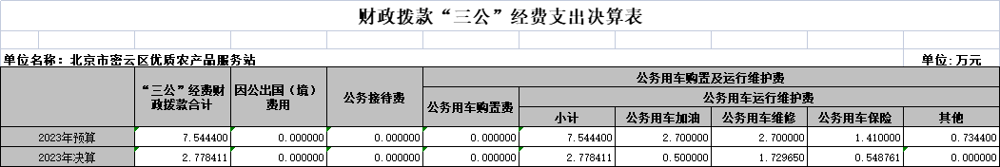 财政拨款“三公”经费支出决算表
单位名称：北京市密云区优质农产品服务站 单位：万元
“三公”经费财政拨款合计 因公出国（境）费用 公务接待费 公务用车购置及运行维护费
公务用车购置费 公务用车运行维护费
小计 公务用车加油 公务用车维修 公务用车保险 其他
2023年预算 7.544400 0.000000 0.000000 0.000000 7.544400 2.700000 2.700000 1.410000 0.734400
2023年决算 2.778411 0.000000 0.000000 0.000000 2.778411 0.500000 1.729650 0.548761 0.000000